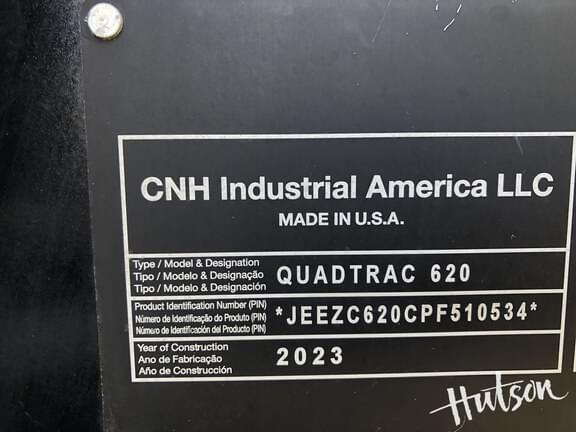 CNH Industrial America LLC
MADE IN U.S.A.
Type / Model & Designation
Tipo / Modelo & Designação
Tipo / Modelo & Designación
QUADTRAC 620
Product Identification Number (PIN)
Número de Identificação do Produto (PIN)
Número de Identificación del Producto (PIN)
*JEEZC620CPF510534*
Year of Construction
Ano de Fabricação
Año de Construcción
2023
Hutson